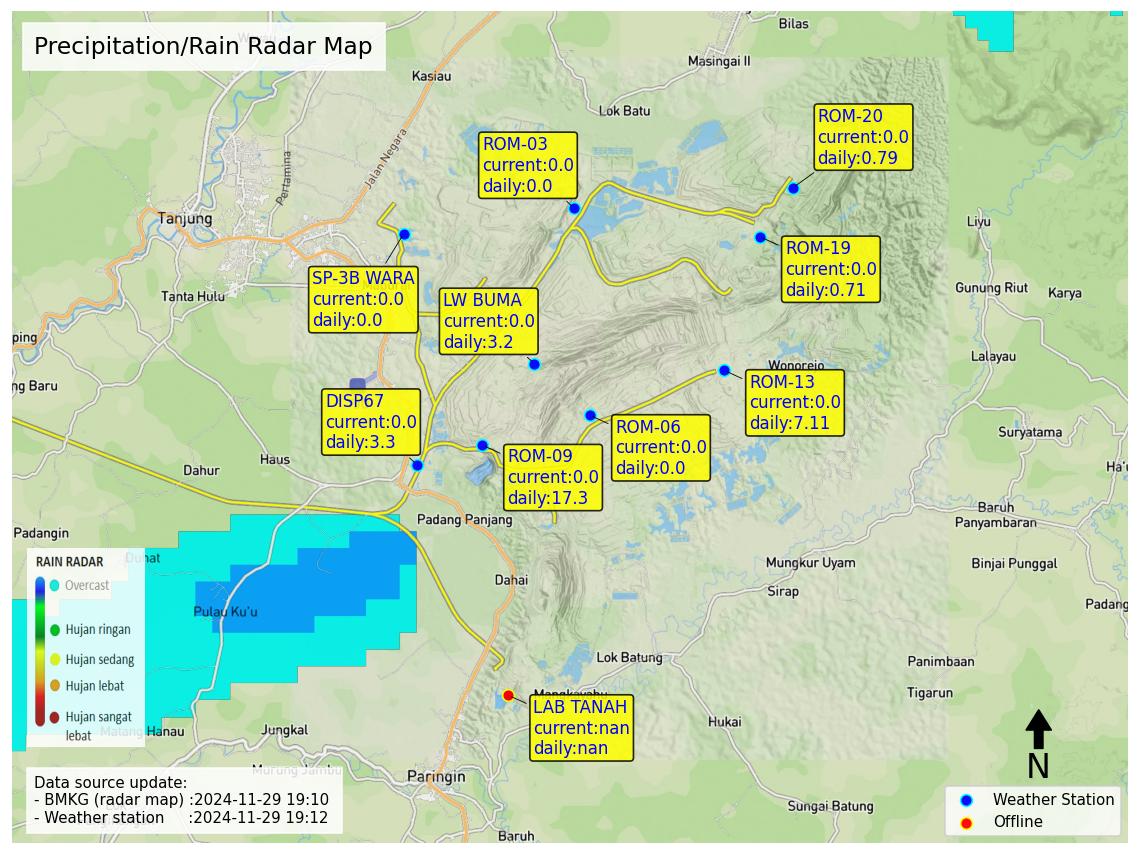 Precipitation/Rain Radar Map
Bilas
Masingai II
Kasiau
Lok Batu
Jalan Negara
Pertamina
Tanjung
Tanta Hulu
ping
ng Baru
ROM-03
current:0.0
daily:0.0
ROM-20
current:0.0
daily:0.79
ROM-19
current:0.0
daily:0.71
SP-3B WARA
current:0.0
daily:0.0
LW BUMA
current:0.0
daily:3.2
Liyu
Gunung Riut
Karya
Lalayau
Wonorejo
ROM-13
current:0.0
daily:7.11
DISP67
current:0.0
daily:3.3
ROM-06
current:0.0
daily:0.0
ROM-09
current:0.0
daily:17.3
Suryatama
Ha'u
Haus
Dahur
Padangin
Padang Panjang
Baruh
Panyambaran
Binjai Punggal
Mungkur Uyam
Sirap
Padang
Dahai
Pulau Ku'u
RAIN RADAR
Overcast
Hujan ringan
Hujan sedang
Hujan lebat
Hujan sangat
lebat
Lok Batung
Panimbaan
Tigarun
LAB TANAH
current:nan
daily:nan
Hukai
Jungkal
Murung Jambu
Paringin
Sungai Batung
Baruh
Data source update:
- BMKG (radar map) :2024-11-29 19:10
- Weather station :2024-11-29 19:12
N
Weather Station
Offline